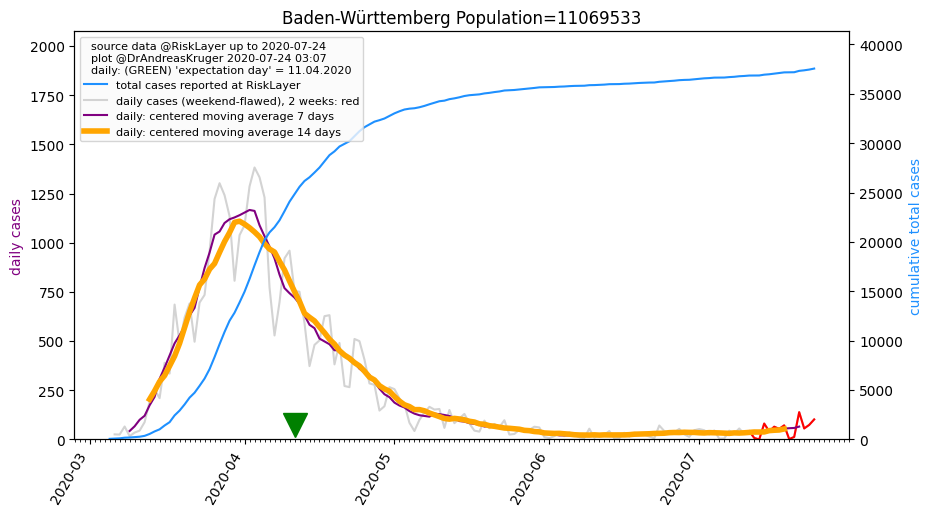 Baden-Württemberg Population=11069533
source data @RiskLayer up to 2020-07-24
plot @DrAndreasKruger 2020-07-24 03:07
daily: (GREEN) 'expectation day' = 11.04.2020
total cases reported at RiskLayer
daily cases (weekend-flawed), 2 weeks: red
daily: centered moving average 7 days
daily: centered moving average 14 days
daily cases
2000
1750
1500
1250
1000
750
500
250
0
40000
35000
30000
25000
20000
15000
10000
5000
0
cumulative total cases
2020-03
2020-04
2020-05
2020-06
2020-07